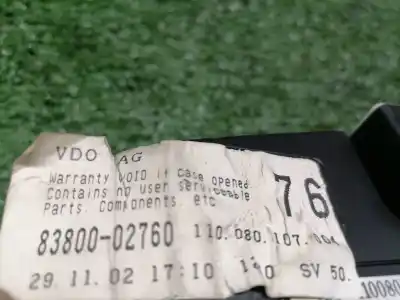 VDO AG
Warranty VOID if Case opened
Contains no user serviceable
Parts. Components. etc
76
83800-02760 110.080.107.
29.11.02 17:10 SV 50.
10080